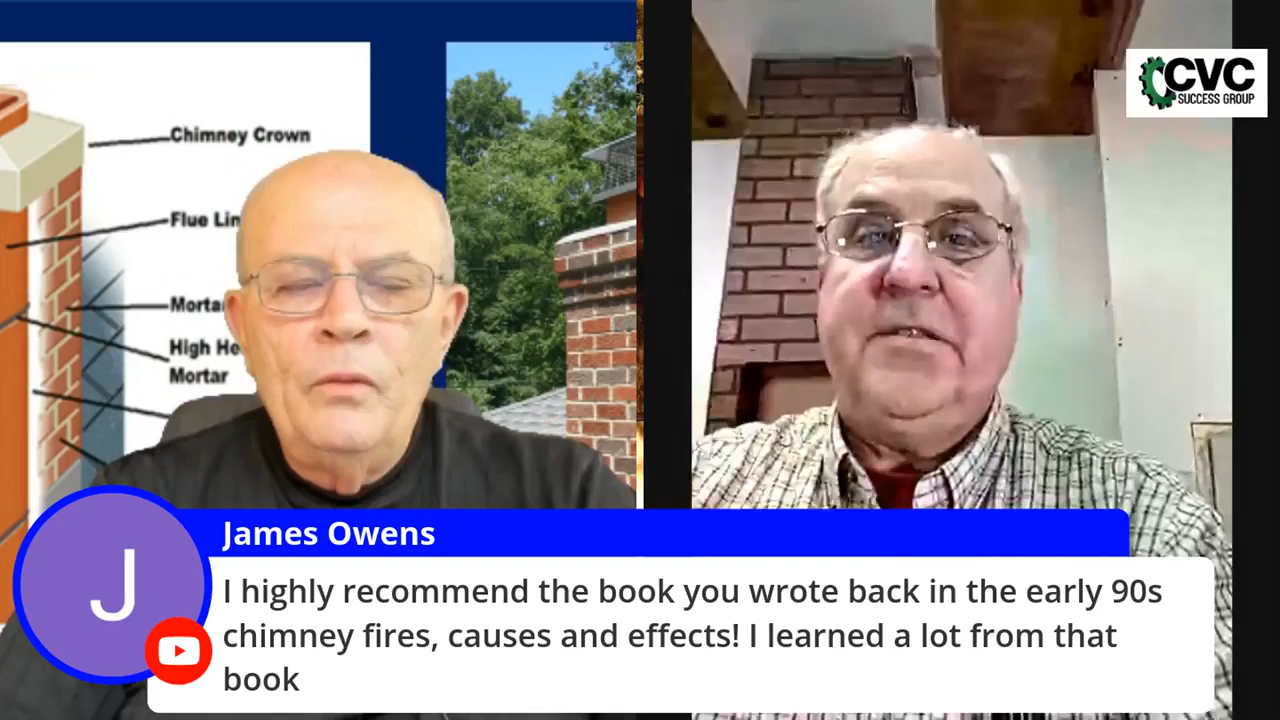 Chimney Crown
Flue Lin
Morta
High He
Mortar
CVC
SUCCESS GROUP
J
James Owens
I highly recommend the book you wrote back in the early 90s
chimney fires, causes and effects! I learned a lot from that
book